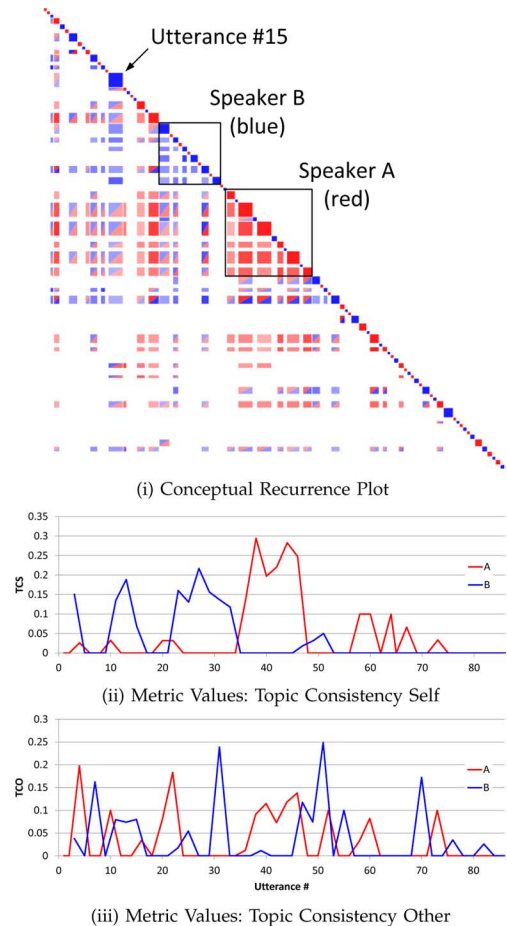 Utterance #15
Speaker B
(blue)
Speaker A
(red)
(i) Conceptual Recurrence Plot
0.35
0.3
0.25
0.2
0.15
0.1
0.05
0
TCS
A
B
0 10 20 30 40 50 60 70 80
(ii) Metric Values: Topic Consistency Self
0.3
0.25
0.2
0.15
0.1
0.05
0
TCO
A
B
0 10 20 30 40 50 60 70 80
Utterance #
(iii) Metric Values: Topic Consistency Other